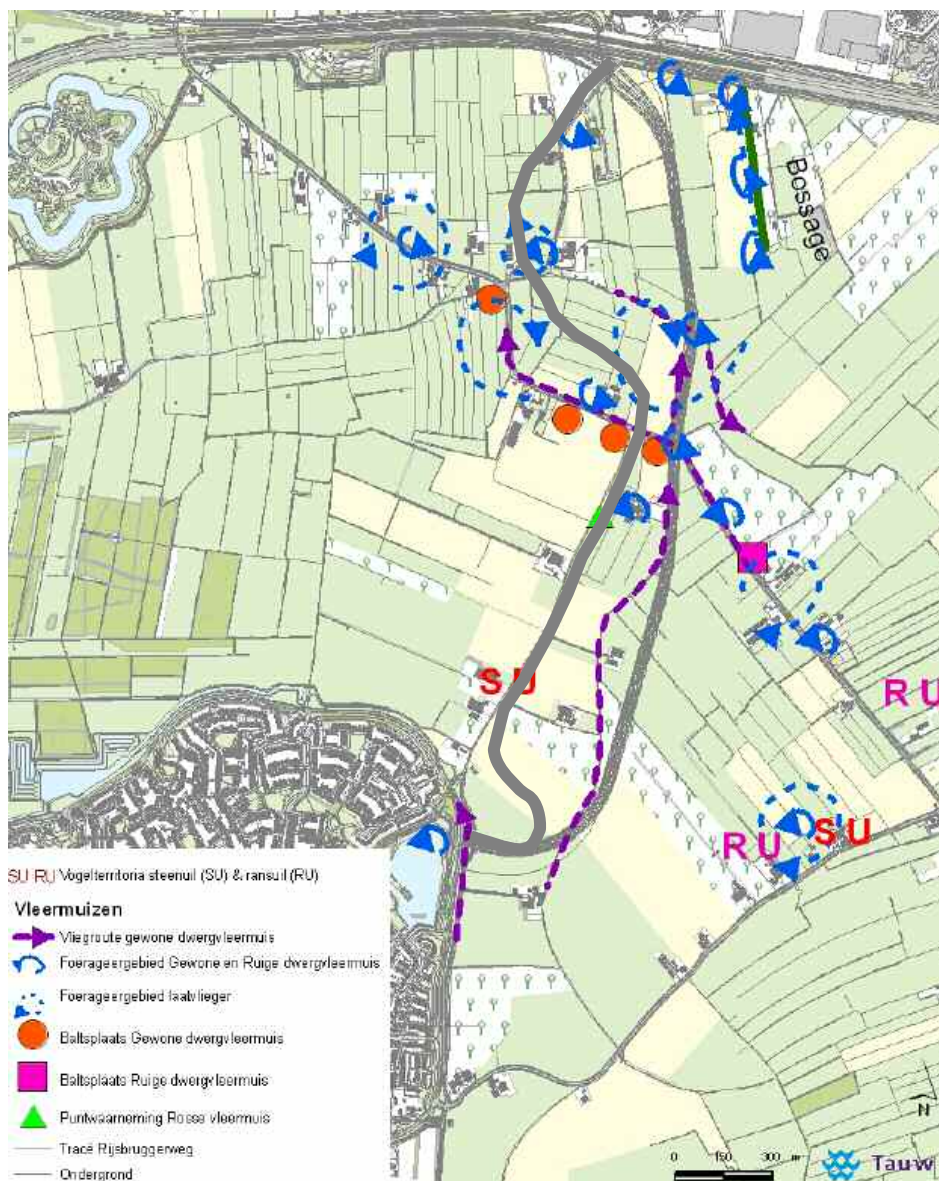 Bossage
SU
RU
RU
SU
SU RU Vogelterritoria steenuil (SU) & ransuil (RU)
Vleermuizen
Vliegroute gewone dwergvleermuis
Foerageergebied Gewone en Ruige dwergvleermuis
Foerageergebied laatvlieger
Baltsplaats Gewone dwergvleermuis
Baltsplaats Ruige dwergvleermuis
Puntwaarneming Rosse vleermuis
Tracé Rijsbruggerweg
Ondergrond
N
0 150 300 m
Tauw